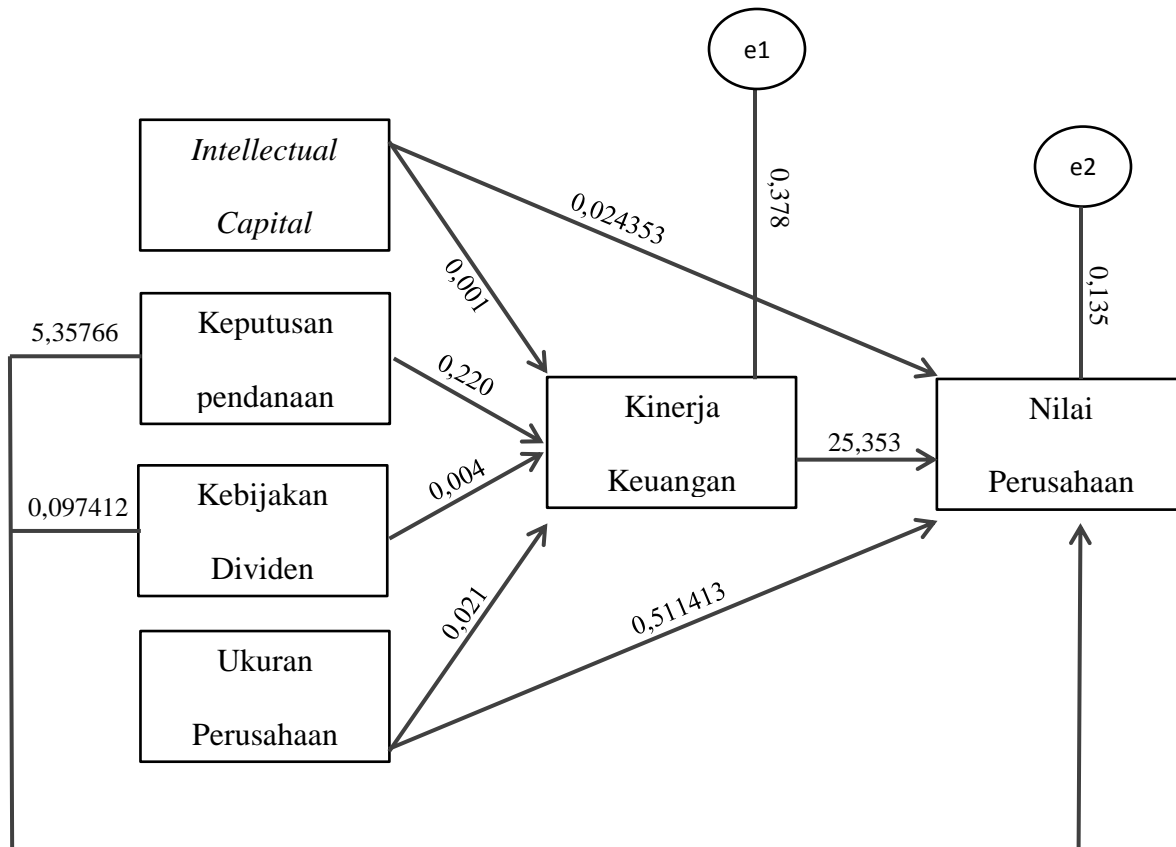 e1
e2
Intellectual
Capital
0,378
0,024353
0,135
0,001
5,35766
Keputusan
pendanaan
0,220
Kinerja
Keuangan
25,353
Nilai
Perusahaan
0,097412
Kebijakan
Dividen
0,004
0,021
0,511413
Ukuran
Perusahaan